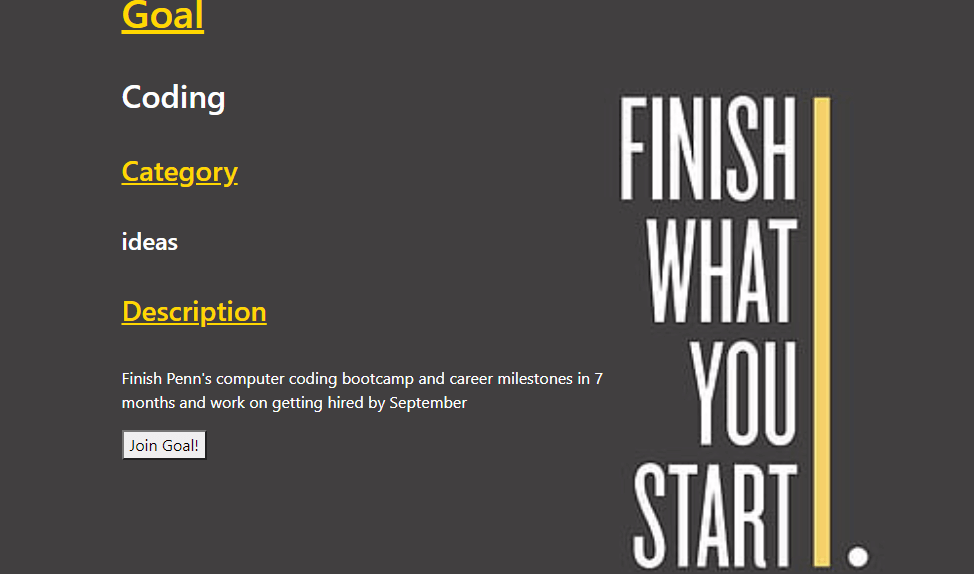 Goal
Coding
Category
ideas
Description
Finish Penn's computer coding bootcamp and career milestones in 7
months and work on getting hired by September
Join Goal!
FINISH
WHAT
YOU
START.